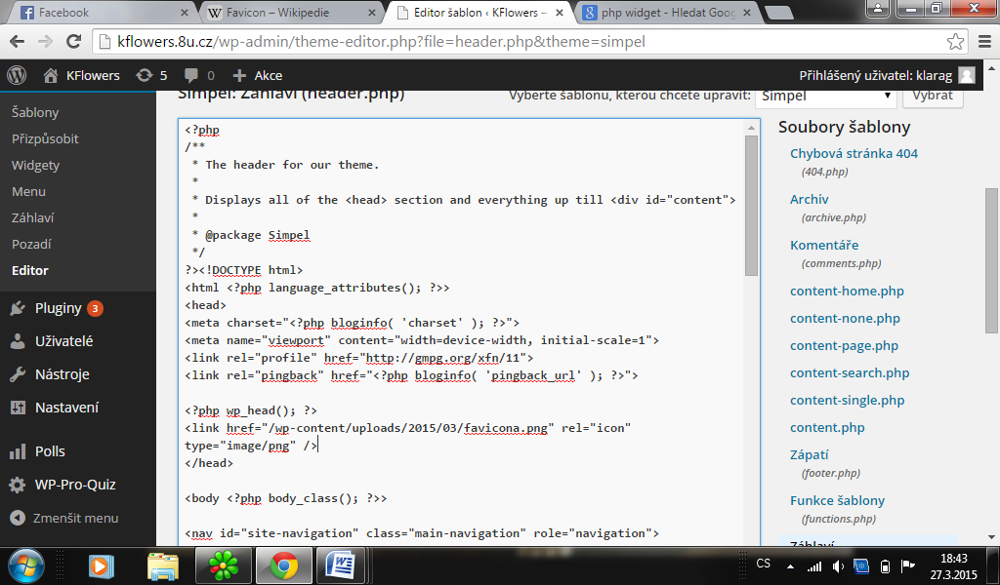 Facebook
Favicon – Wikipedie
Editor šablon ‹ KFlowers –
php widget - Hledat Goog
kflowers.8u.cz/wp-admin/theme-editor.php?file=header.php&theme=simpel
KFlowers
5
0
Akce
Přihlášený uživatel: klarag
Simpel: Záhlaví (header.php)
Vyberte šablonu, kterou chcete upravit:
Simpel
Vybrat
Šablony
Přizpůsobit
Widgety
Menu
Záhlaví
Pozadí
Editor
Pluginy 3
Uživatelé
Nástroje
Nastavení
Polls
WP-Pro-Quiz
Zmenšit menu
<?php
/**
* The header for our theme.
*
* Displays all of the <head> section and everything up till <div id="content">
*
* @package Simpel
*/
?><!DOCTYPE html>
<html <?php language_attributes(); ?>>
<head>
<meta charset="<?php bloginfo( 'charset' ); ?>">
<meta name="viewport" content="width=device-width, initial-scale=1">
<link rel="profile" href="http://gmpg.org/xfn/11">
<link rel="pingback" href="<?php bloginfo( 'pingback_url' ); ?>">
<?php wp_head(); ?>
<link href="/wp-content/uploads/2015/03/favicona.png" rel="icon"
type="image/png" />
</head>
<body <?php body_class(); ?>>
<nav id="site-navigation" class="main-navigation" role="navigation">
Soubory šablony
Chybová stránka 404
(404.php)
Archiv
(archive.php)
Komentáře
(comments.php)
content-home.php
content-none.php
content-page.php
content-search.php
content-single.php
content.php
Zápatí
(footer.php)
Funkce šablony
(functions.php)
Záhlaví
CS
18:43
27.3.2015